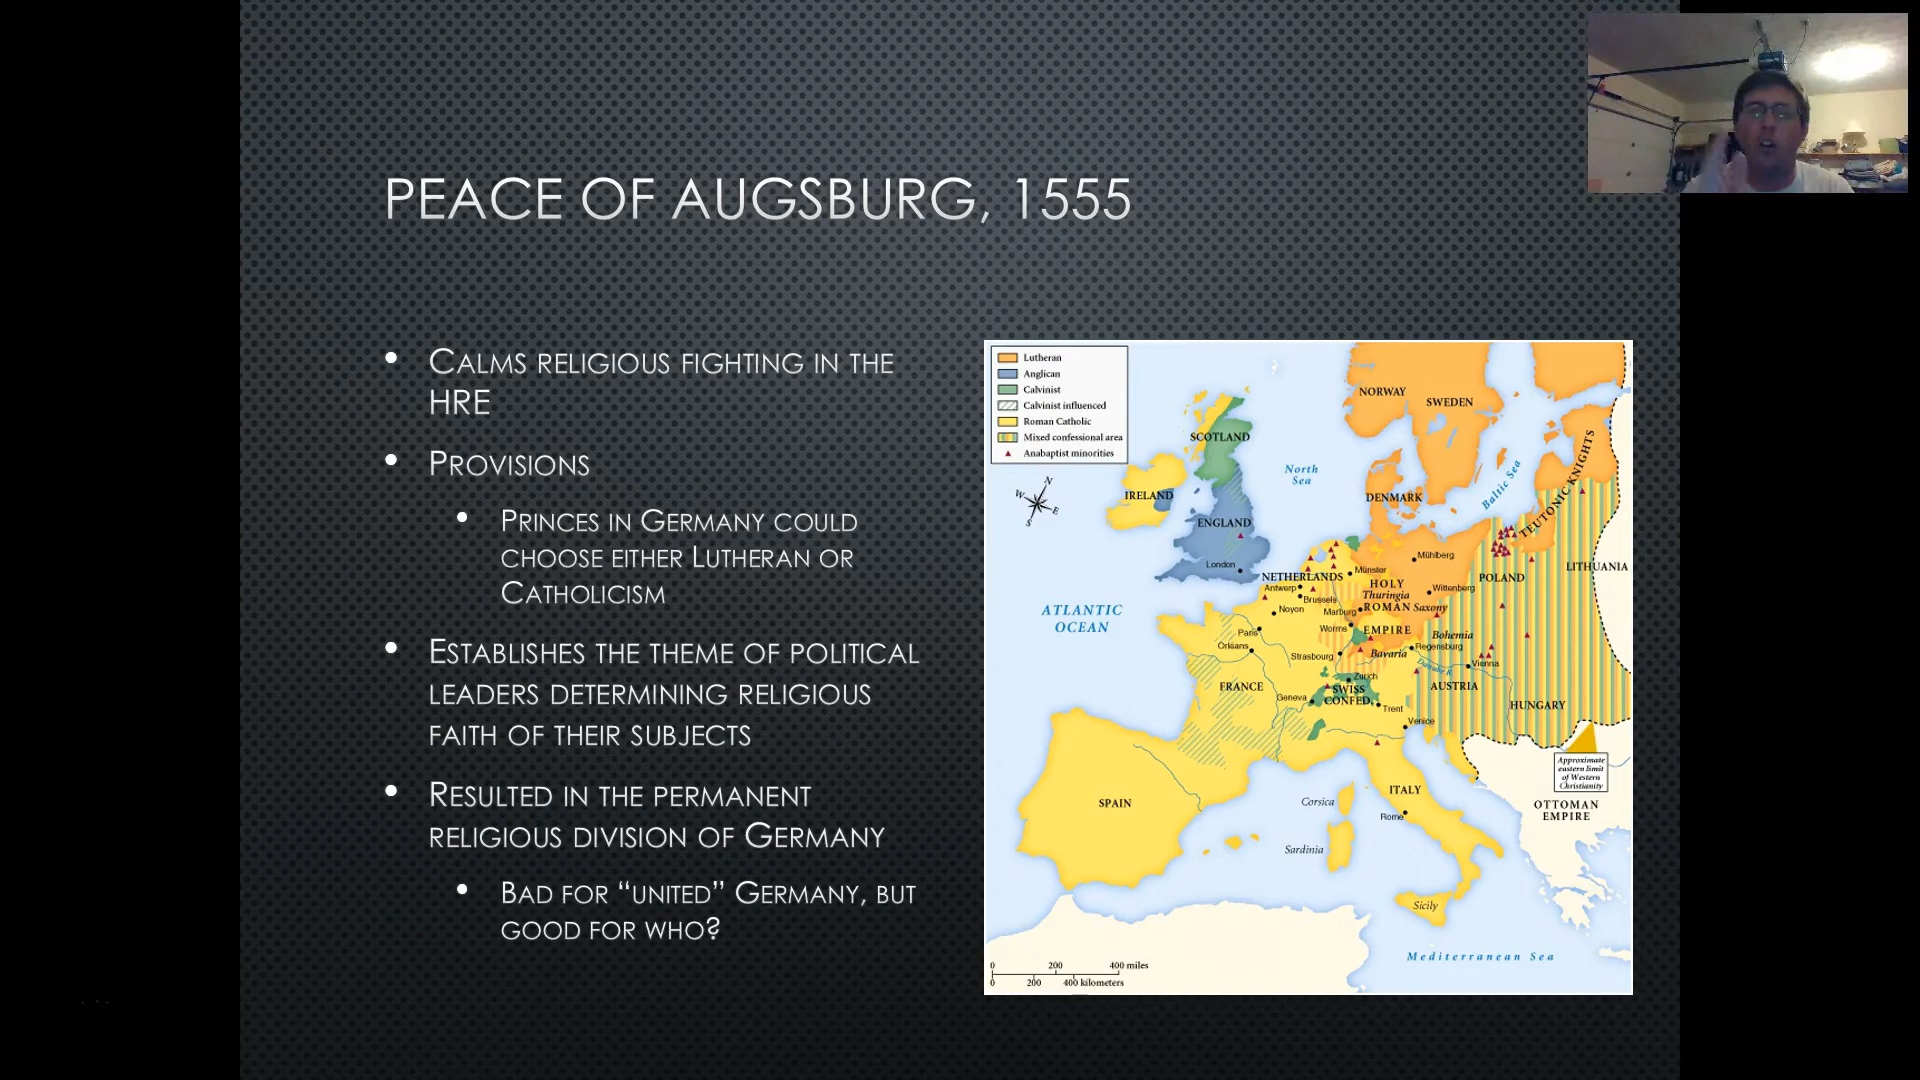 PEACE OF AUGSBURG, 1555
• CALMS RELIGIOUS FIGHTING IN THE
HRE
• PROVISIONS
• PRINCES IN GERMANY COULD
CHOOSE EITHER LUTHERAN OR
CATHOLICISM
• ESTABLISHES THE THEME OF POLITICAL
LEADERS DETERMINING RELIGIOUS
FAITH OF THEIR SUBJECTS
• RESULTED IN THE PERMANENT
RELIGIOUS DIVISION OF GERMANY
• BAD FOR “UNITED” GERMANY, BUT
GOOD FOR WHO?
Lutheran
Anglican
Calvinist
Calvinist influenced
Roman Catholic
Mixed confessional area
Anabaptist minorities
N
W
E
S
NORWAY
SWEDEN
SCOTLAND
North
Sea
Baltic Sea
TEUTONIC KNIGHTS
IRELAND
DENMARK
ENGLAND
London
Mühlberg
LITHUANIA
NETHERLANDS
Münster
POLAND
HOLY
Antwerp
Thuringia
Wittenberg
Brussels
ATLANTIC
OCEAN
Noyon
Marburg
ROMAN
Saxony
Paris
Worms
EMPIRE
Bohemia
Orléans
Regensburg
Strasbourg
Bavaria
Danube R.
Vienna
Zurich
FRANCE
SWISS
CONFED.
AUSTRIA
Geneva
Trent
HUNGARY
Venice
Approximate
eastern limit
of Western
Christianity
SPAIN
Corsica
ITALY
Rome
OTTOMAN
EMPIRE
Sardinia
Sicily
Mediterranean Sea
0 200 400 miles
0 200 400 kilometers